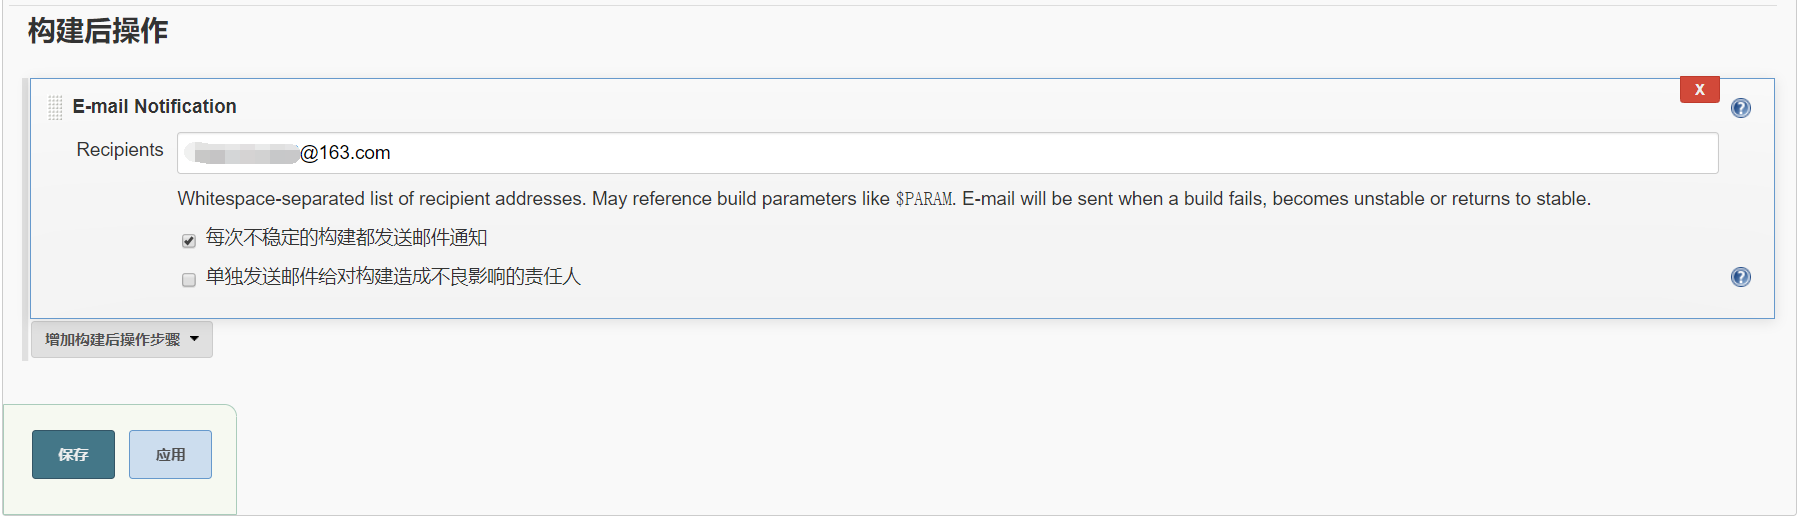 构建后操作
E-mail Notification
X
Recipients
@163.com
Whitespace-separated list of recipient addresses. May reference build parameters like $PARAM. E-mail will be sent when a build fails, becomes unstable or returns to stable.
每次不稳定的构建都发送邮件通知
单独发送邮件给对构建造成不良影响的责任人
增加构建后操作步骤
保存
应用